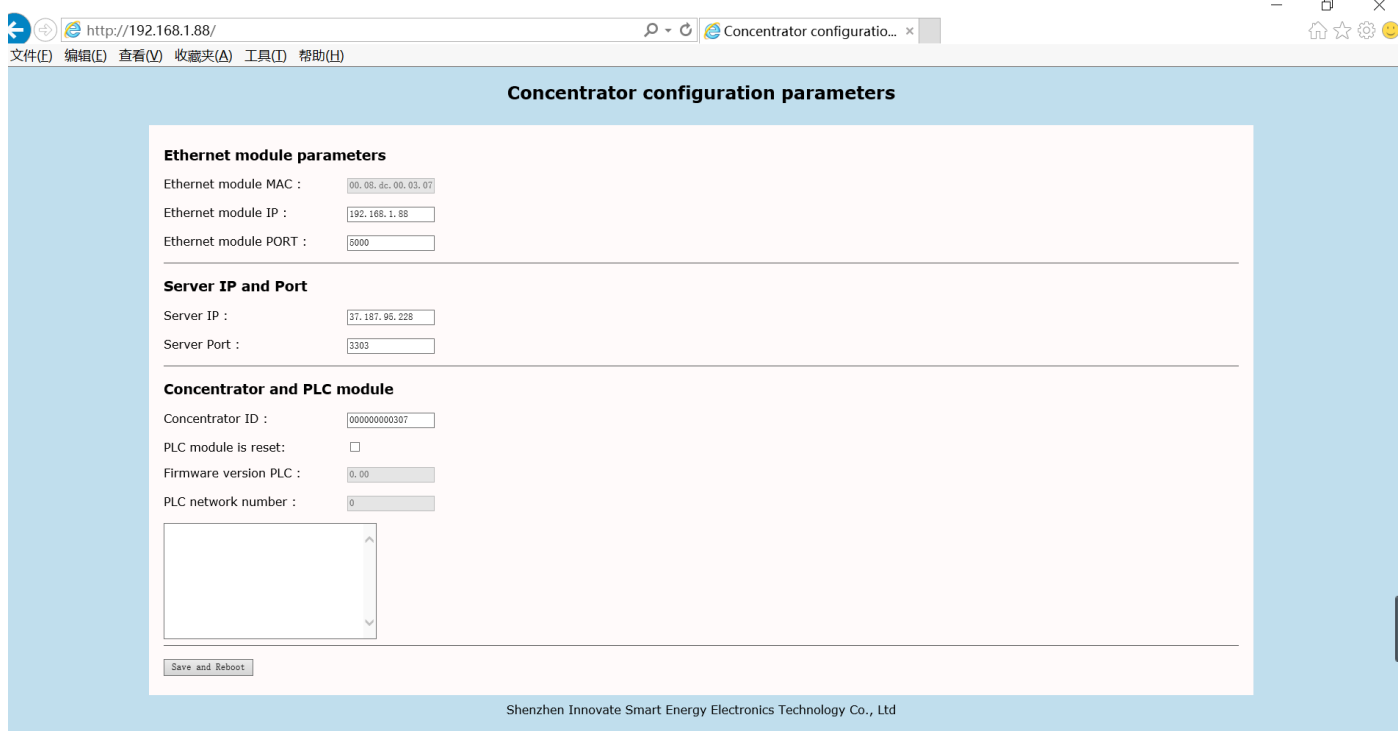 http://192.168.1.88/
Concentrator configuratio...
文件(F) 编辑(E) 查看(V) 收藏夹(A) 工具(T) 帮助(H)
Concentrator configuration parameters
Ethernet module parameters
Ethernet module MAC : 00.08.dc.00.03.07
Ethernet module IP : 192.168.1.88
Ethernet module PORT : 5000
Server IP and Port
Server IP : 37.187.95.228
Server Port : 3303
Concentrator and PLC module
Concentrator ID : 000000000307
PLC module is reset:
Firmware version PLC : 0.00
PLC network number : 0
Save and Reboot
Shenzhen Innovate Smart Energy Electronics Technology Co., Ltd